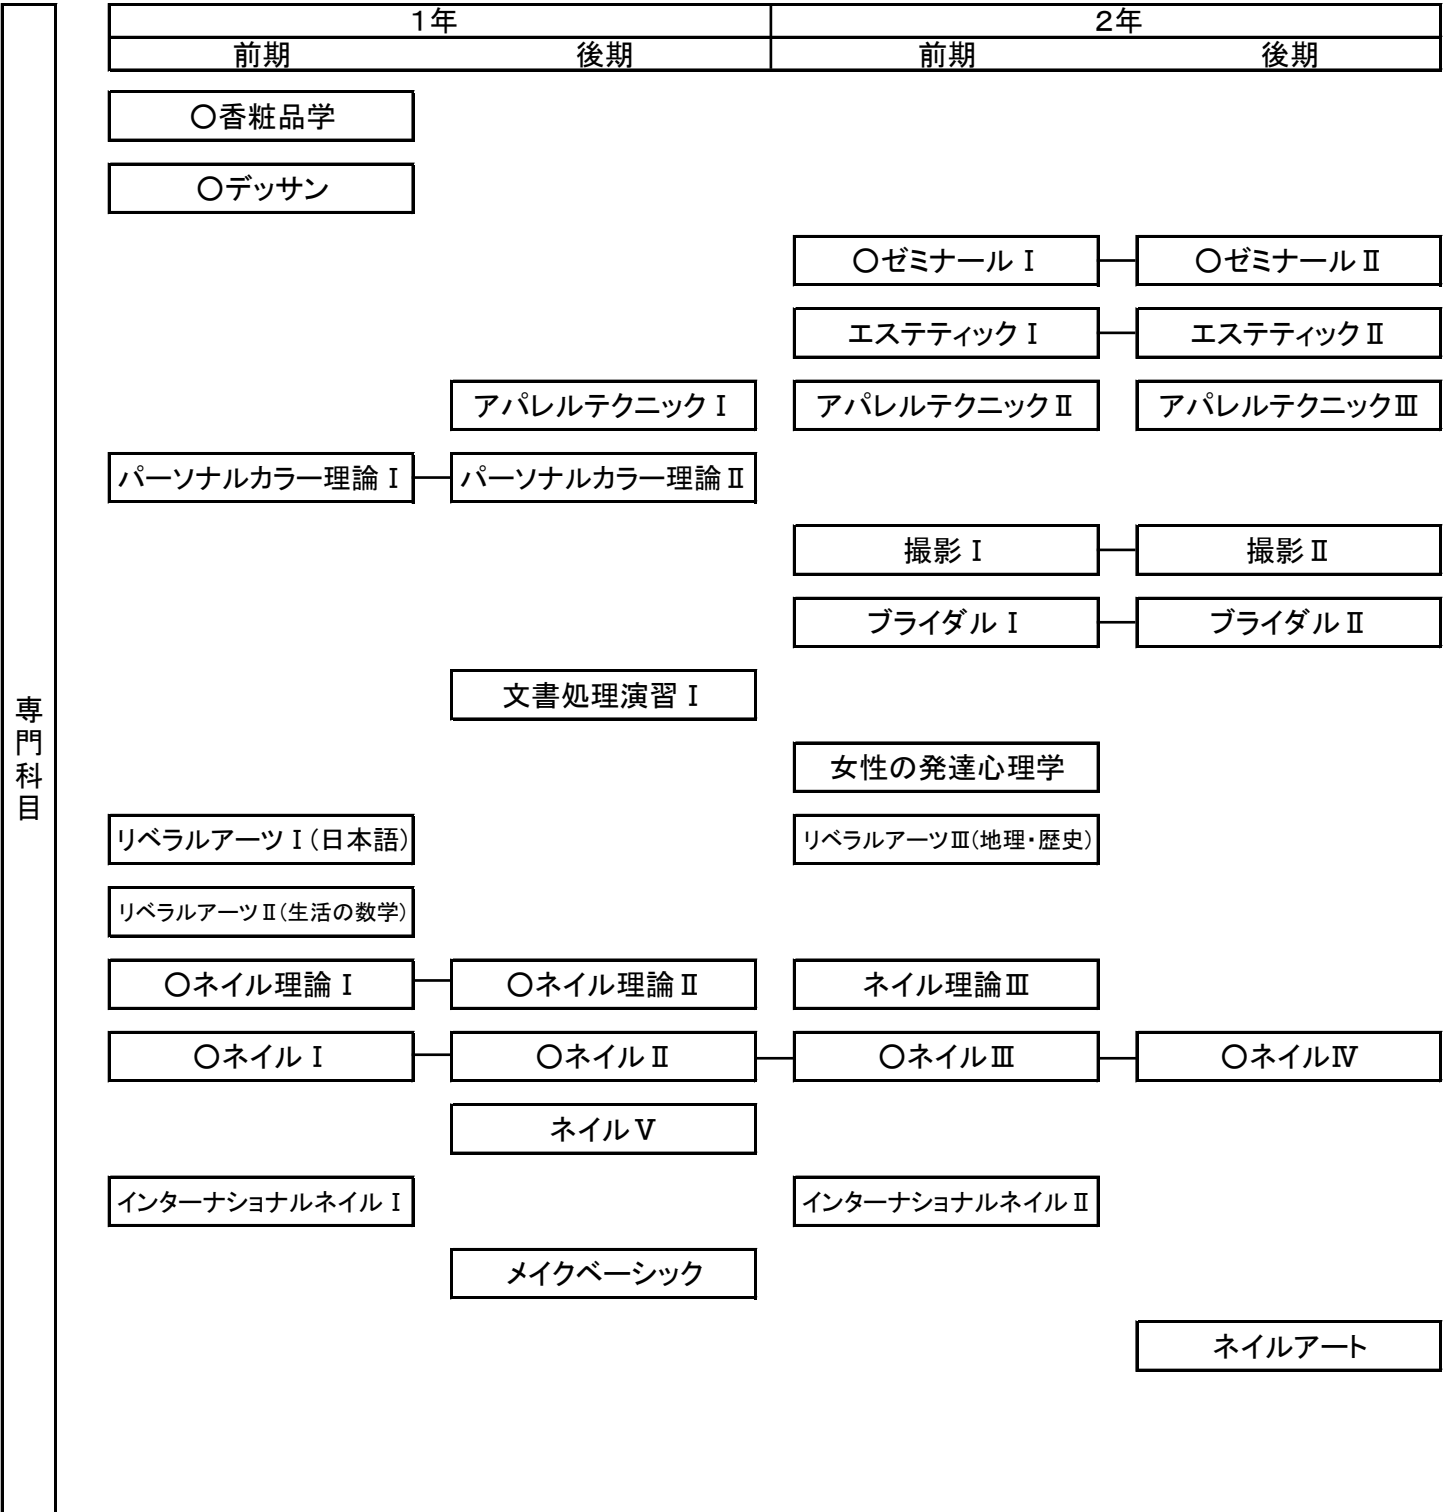 1年 2年
前期 後期 前期 後期
○香粧品学
○デッサン
○ゼミナールⅠ ○ゼミナールⅡ
エステティックⅠ エステティックⅡ
アパレルテクニックⅠ アパレルテクニックⅡ アパレルテクニックⅢ
パーソナルカラー理論Ⅰ パーソナルカラー理論Ⅱ
撮影Ⅰ 撮影Ⅱ
ブライダルⅠ ブライダルⅡ
文書処理演習Ⅰ
専門科目
女性の発達心理学
リベラルアーツⅠ(日本語) リベラルアーツⅢ(地理・歴史)
リベラルアーツⅡ(生活の数学)
○ネイル理論Ⅰ ○ネイル理論Ⅱ ネイル理論Ⅲ
○ネイルⅠ ○ネイルⅡ ○ネイルⅢ ○ネイルⅣ
ネイルⅤ
インターナショナルネイルⅠ インターナショナルネイルⅡ
メイクベーシック
ネイルアート